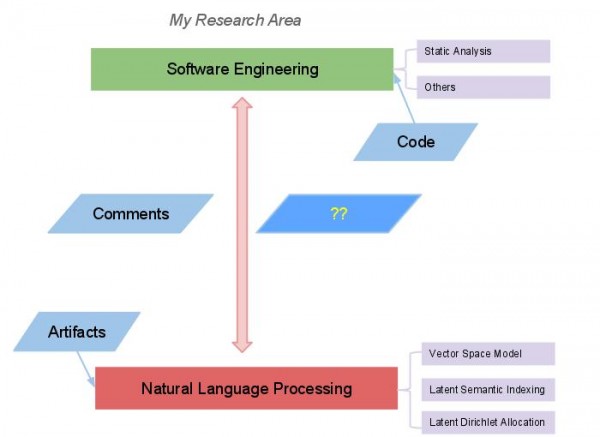 My Research Area
Software Engineering
Static Analysis
Others
Code
Comments
??
Artifacts
Natural Language Processing
Vector Space Model
Latent Semantic Indexing
Latent Dirichlet Allocation